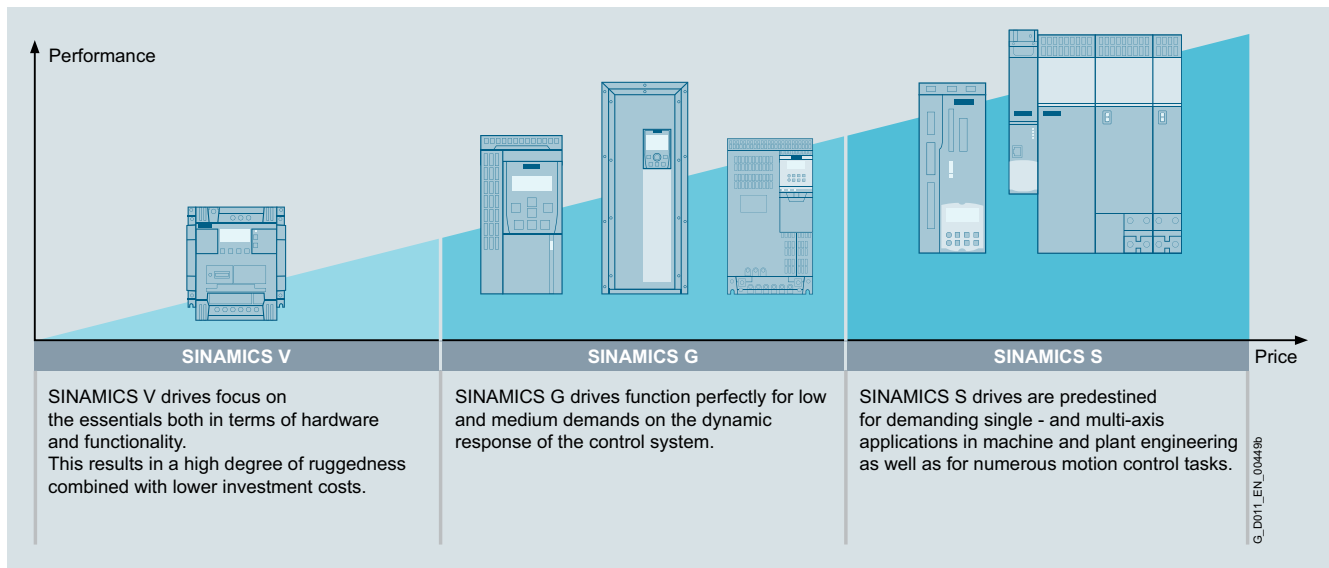 Performance
SINAMICS V
SINAMICS G
SINAMICS S
Price
SINAMICS V drives focus on
the essentials both in terms of hardware
and functionality.
This results in a high degree of ruggedness
combined with lower investment costs.
SINAMICS G drives function perfectly for low
and medium demands on the dynamic
response of the control system.
SINAMICS S drives are predestined
for demanding single - and multi-axis
applications in machine and plant engineering
as well as for numerous motion control tasks.
G_D011_EN_00449b